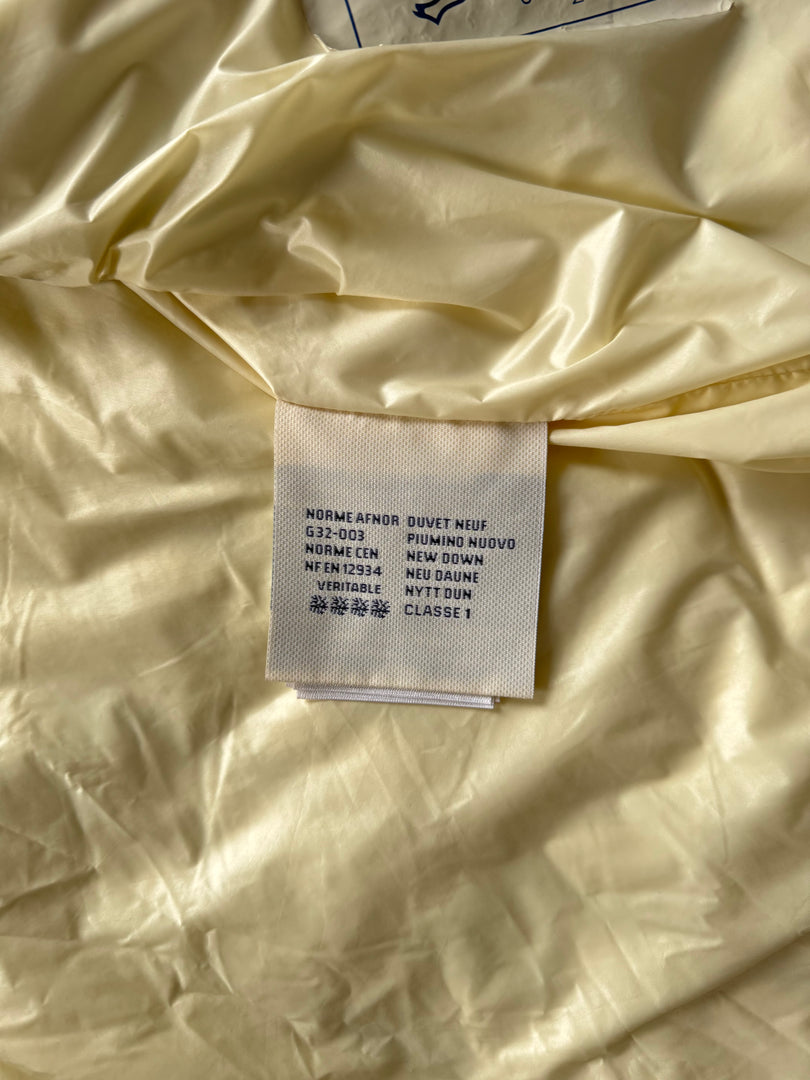 NORME AFNOR
G32-003
NORME CEN
NF EN 12934
VERITABLE
DUVET NEUF
PIUMINO NUOVO
NEW DOWN
NEU DAUNE
NYTT DUN
CLASSE 1